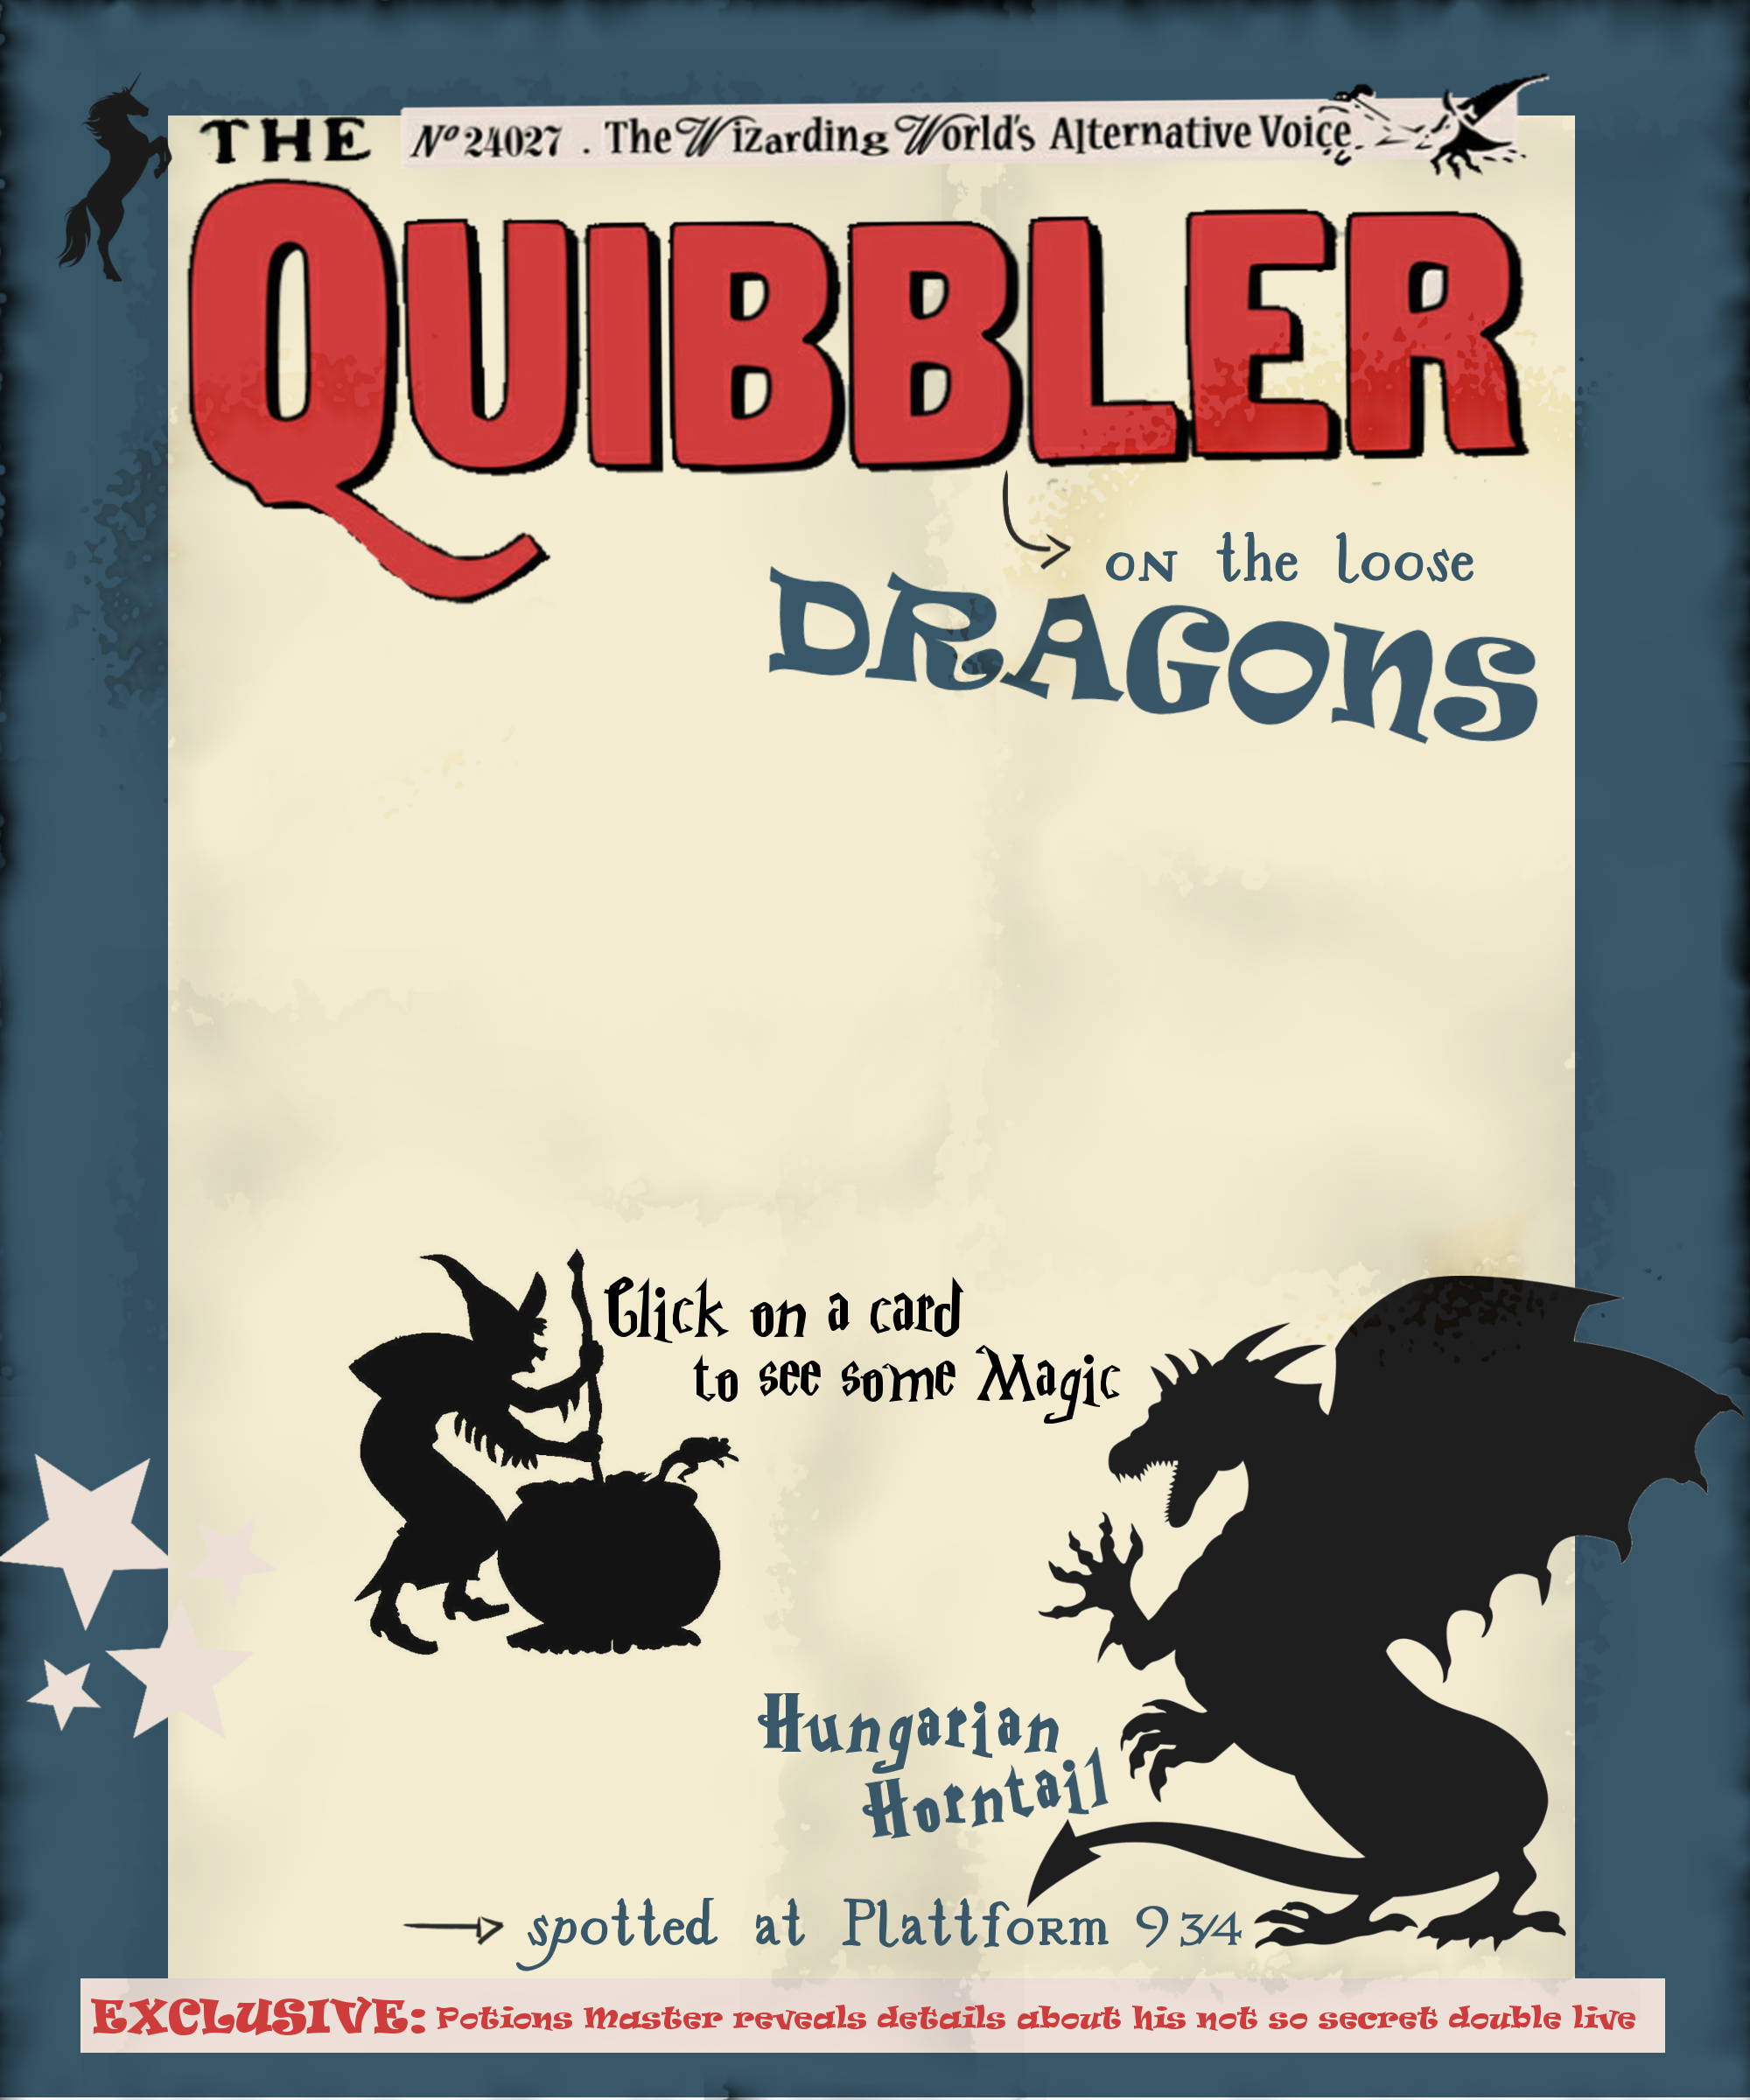 THE
Nº 24027 . The Wizarding World's Alternative Voice
QUIBBLER
on the loose
DRAGONS
Click on a card
to see some Magic
Hungarian
Horntail
spotted at Plattform 9 3/4
EXCLUSIVE: Potions Master reveals details about his not so secret double live